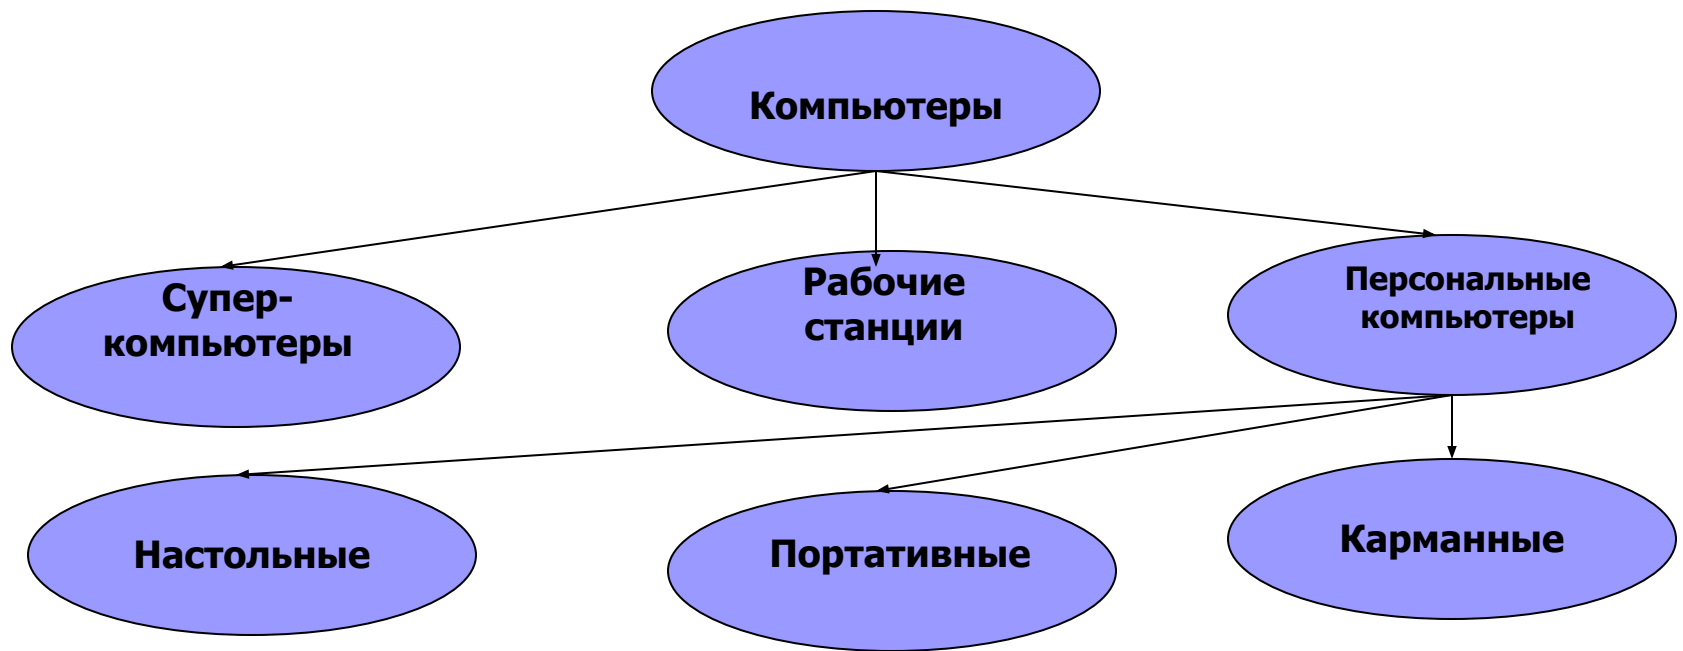 Компьютеры
Супер-
компьютеры
Рабочие
станции
Персональные
компьютеры
Настольные
Портативные
Карманные